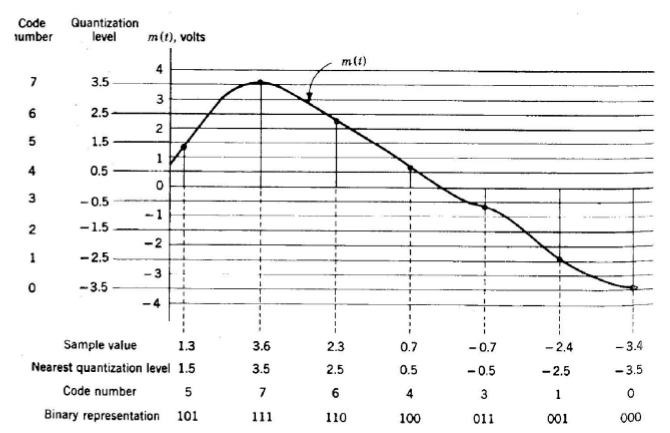 Code Quantization
number level m(t), volts
m(t)
4
7 3.5
3
6 2.5
2
5 1.5
1
4 0.5
0
3 −0.5
−1
2 −1.5
−2
1 −2.5
−3
0 −3.5
−4
Sample value 1.3 3.6 2.3 0.7 −0.7 −2.4 −3.4
Nearest quantization level 1.5 3.5 2.5 0.5 −0.5 −2.5 −3.5
Code number 5 7 6 4 3 1 0
Binary representation 101 111 110 100 011 001 000